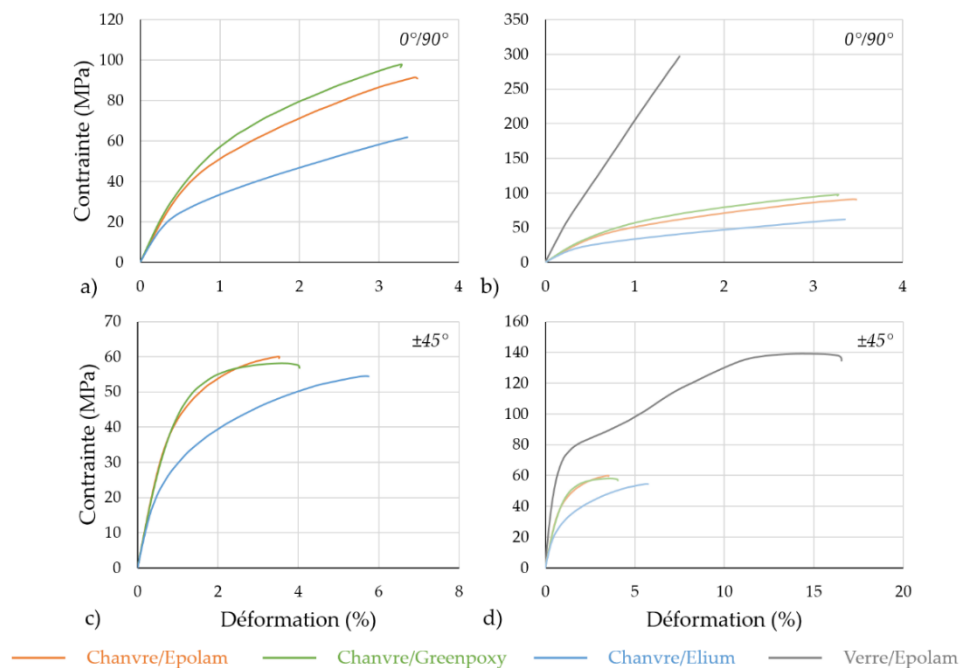 120
100
80
60
40
20
0
0 1 2 3 4
0°/90°
Contrainte (MPa)
a)
350
300
250
200
150
100
50
0
0 1 2 3 4
0°/90°
b)
70
60
50
40
30
20
10
0
0 2 4 6 8
±45°
Contrainte (MPa)
Déformation (%)
c)
160
140
120
100
80
60
40
20
0
0 5 10 15 20
±45°
Déformation (%)
d)
Chanvre/Epolam Chanvre/Greenpoxy Chanvre/Elium Verre/Epolam